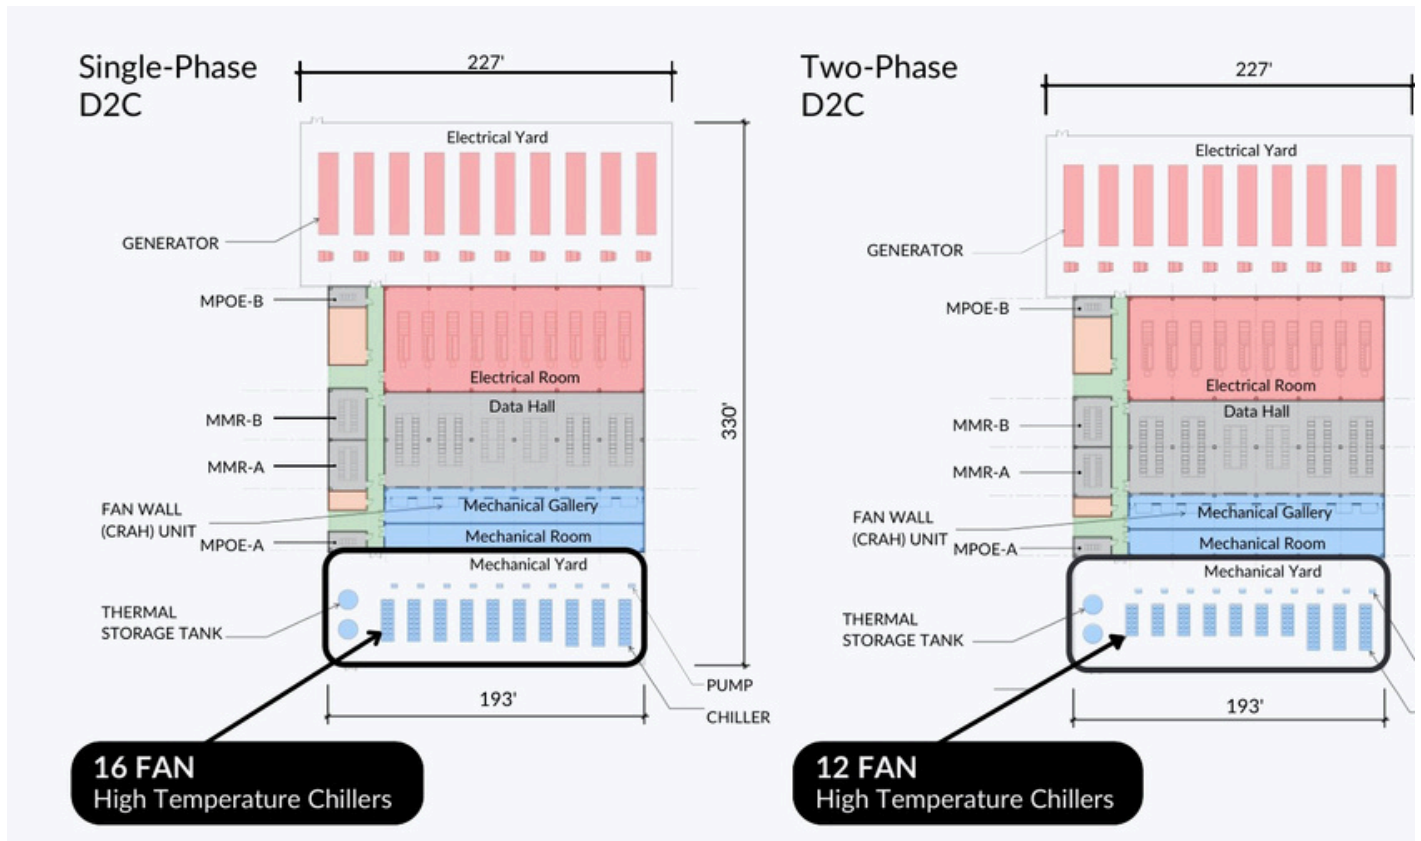 Single-Phase
D2C
227'
Electrical Yard
GENERATOR
MPOE-B
Electrical Room
Data Hall
MMR-B
MMR-A
330'
FAN WALL
(CRAH) UNIT
Mechanical Gallery
MPOE-A
Mechanical Room
Mechanical Yard
THERMAL
STORAGE TANK
PUMP
CHILLER
193'
16 FAN
High Temperature Chillers
Two-Phase
D2C
227'
Electrical Yard
GENERATOR
MPOE-B
Electrical Room
Data Hall
MMR-B
MMR-A
FAN WALL
(CRAH) UNIT
Mechanical Gallery
MPOE-A
Mechanical Room
Mechanical Yard
THERMAL
STORAGE TANK
193'
12 FAN
High Temperature Chillers